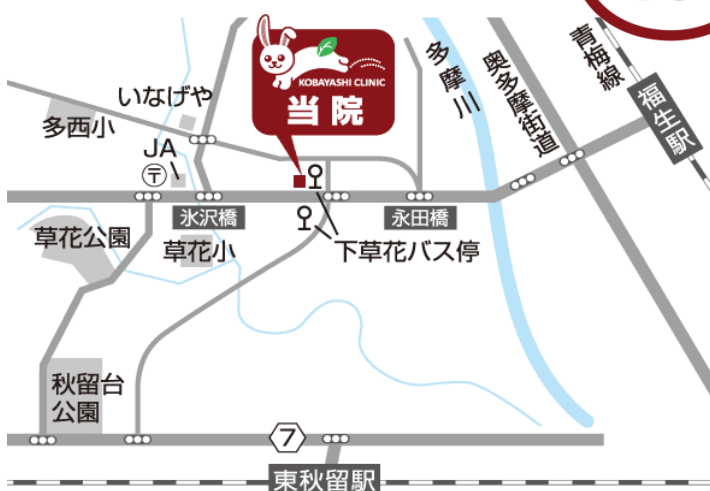 KOBAYASHI CLINIC
当院
多摩川
奥多摩街道
青梅線
福生駅
いなげや
多西小
JA
〒
氷沢橋
永田橋
草花公園
草花小
下草花バス停
秋留台
公園
7
東秋留駅